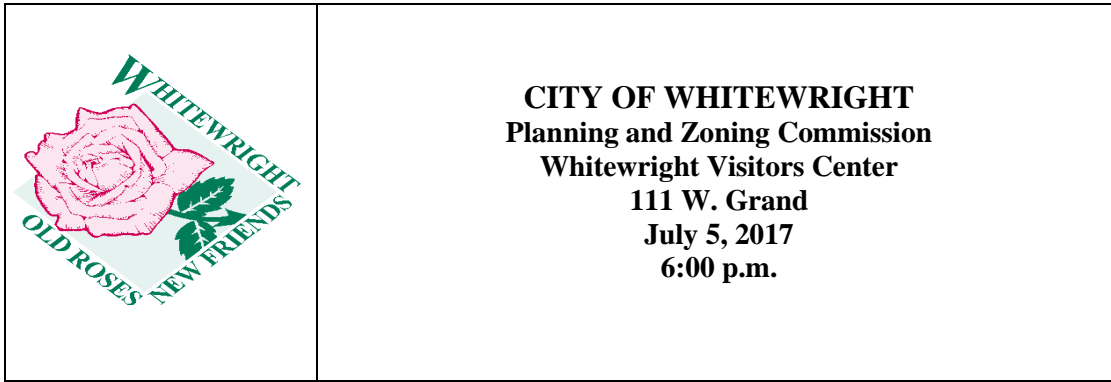 WHITEWRIGHT
OLD ROSES
NEW FRIENDS
CITY OF WHITEWRIGHT
Planning and Zoning Commission
Whitewright Visitors Center
111 W. Grand
July 5, 2017
6:00 p.m.